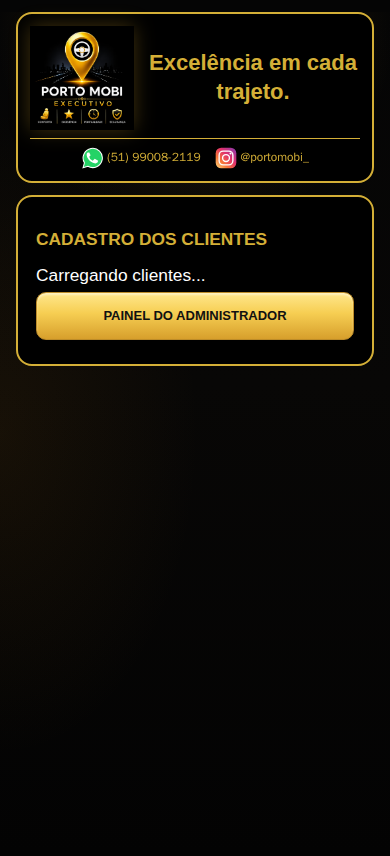 PORTO MOBI
EXECUTIVO
Excelência em cada
trajeto.
(51) 99008-2119 @portomobi_
CADASTRO DOS CLIENTES
Carregando clientes...
PAINEL DO ADMINISTRADOR